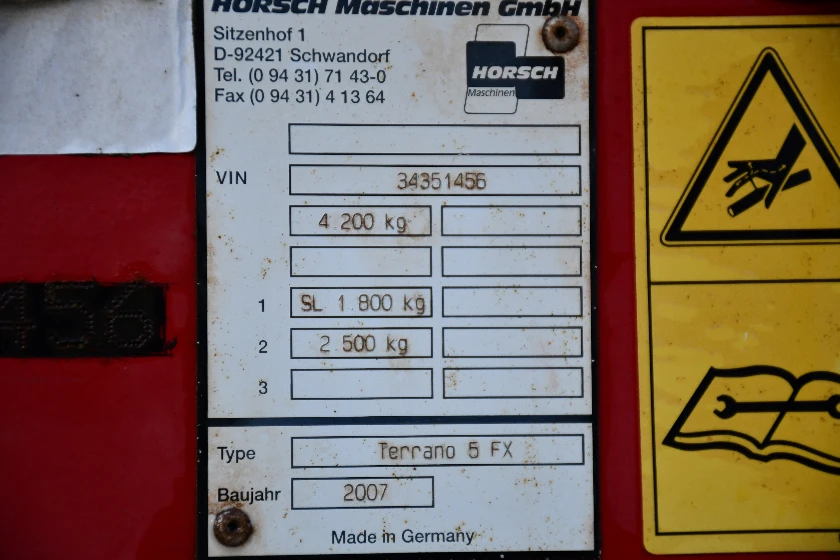 HORSCH Maschinen GmbH
Sitzenhof 1
D-92421 Schwandorf
Tel. (0 94 31) 71 43-0
Fax (0 94 31) 4 13 64
HORSCH
Maschinen
VIN 34351456
4 200 kg
1 SL 1 800 kg
2 2 500 kg
3
Type Terrano 5 FX
Baujahr 2007
Made in Germany
456